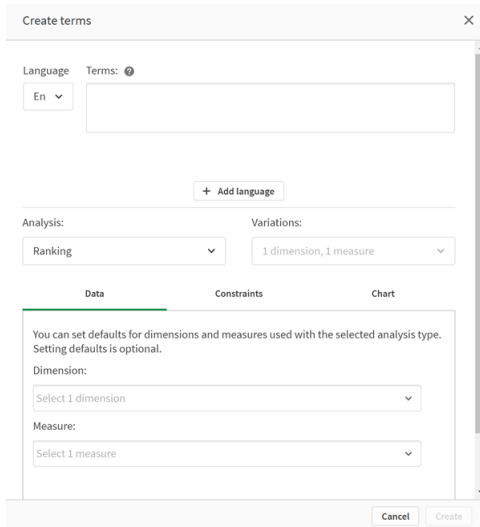 Create terms
Language Terms:
En
+ Add language
Analysis: Variations:
Ranking 1 dimension, 1 measure
Data Constraints Chart
You can set defaults for dimensions and measures used with the selected analysis type.
Setting defaults is optional.
Dimension:
Select 1 dimension
Measure:
Select 1 measure
Cancel Create